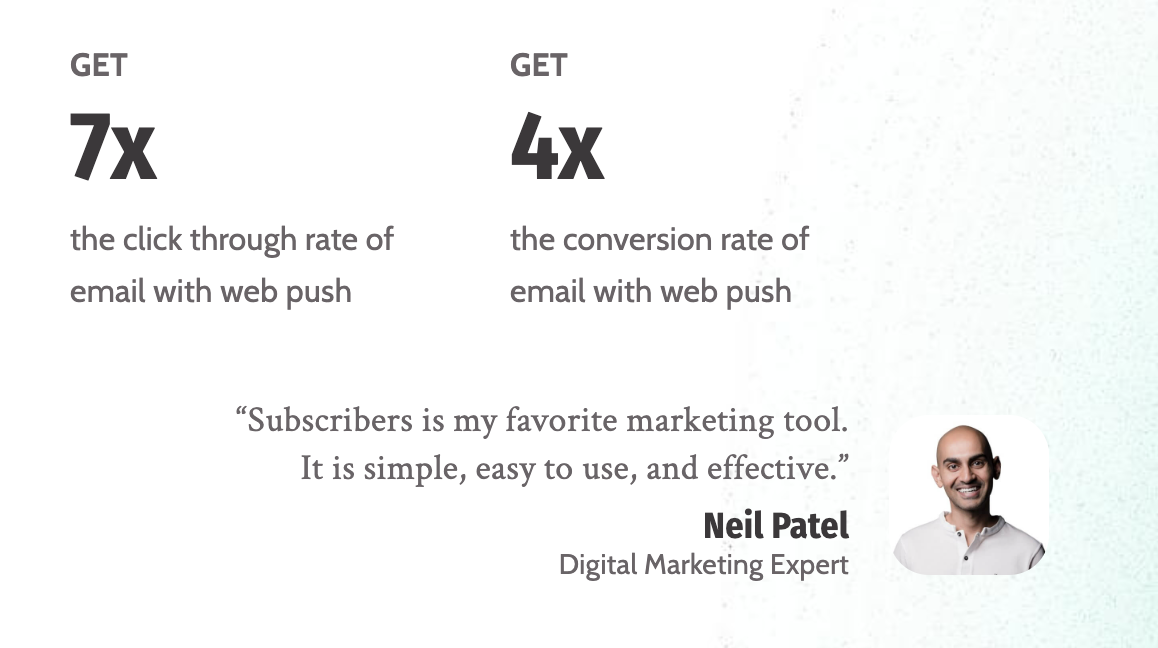 GET
7x
the click through rate of
email with web push
GET
4x
the conversion rate of
email with web push
“Subscribers is my favorite marketing tool.
It is simple, easy to use, and effective.”
Neil Patel
Digital Marketing Expert